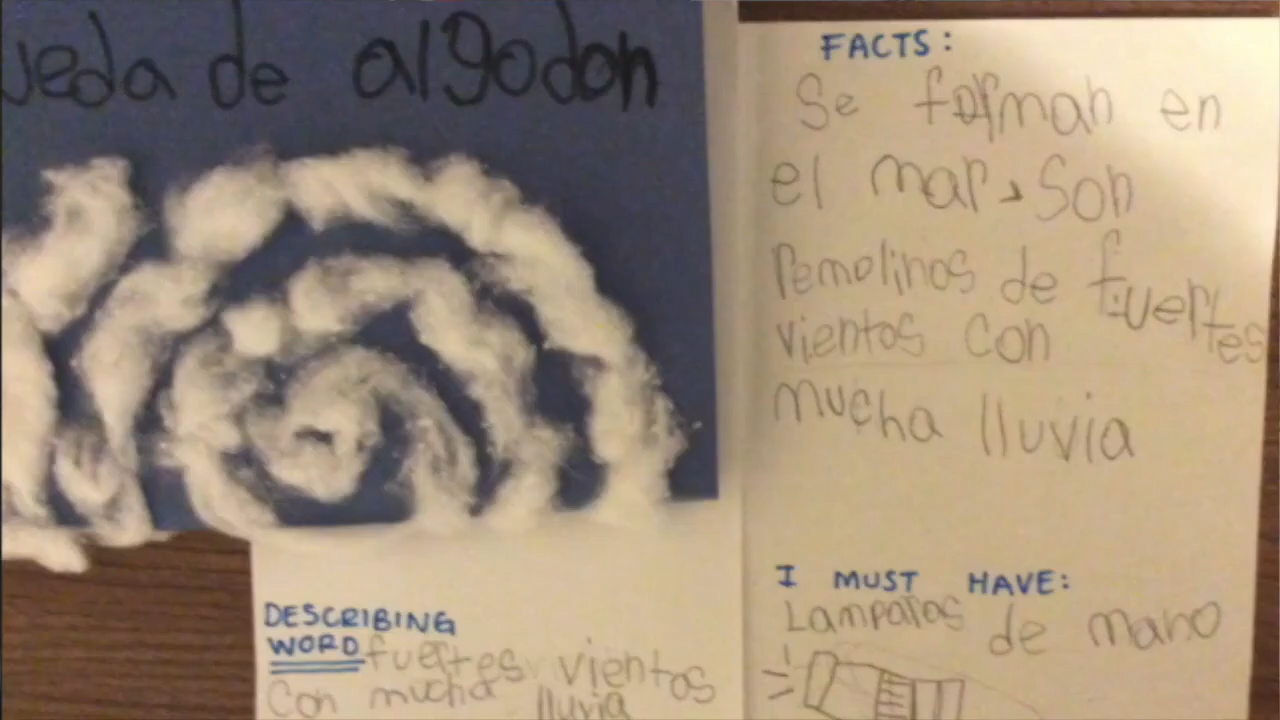 ueda de algodon
FACTS:
Se forman en
el mar. Son
remolinos de fuertes
vientos con
mucha lluvia
I MUST HAVE:
Lamparas de mano
DESCRIBING
WORD fuertes vientos
Con mucha lluvia